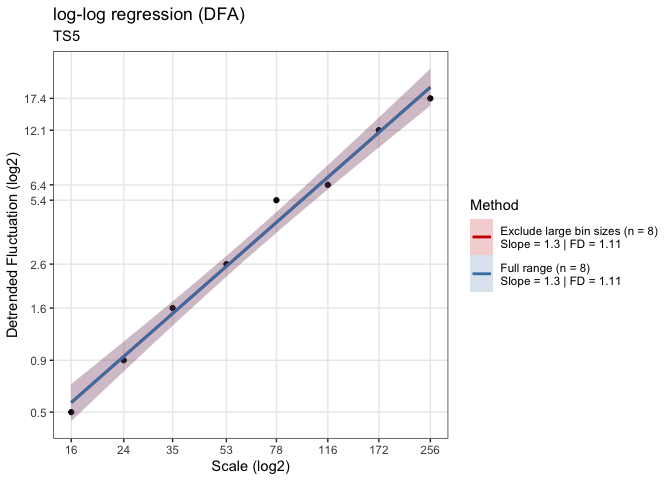 log-log regression (DFA)
TS5
Detrended Fluctuation (log2)
17.4
12.1
6.4
5.4
2.6
1.6
0.9
0.5
16 24 35 53 78 116 172 256
Scale (log2)
Method
Exclude large bin sizes (n = 8)
Slope = 1.3 | FD = 1.11
Full range (n = 8)
Slope = 1.3 | FD = 1.11